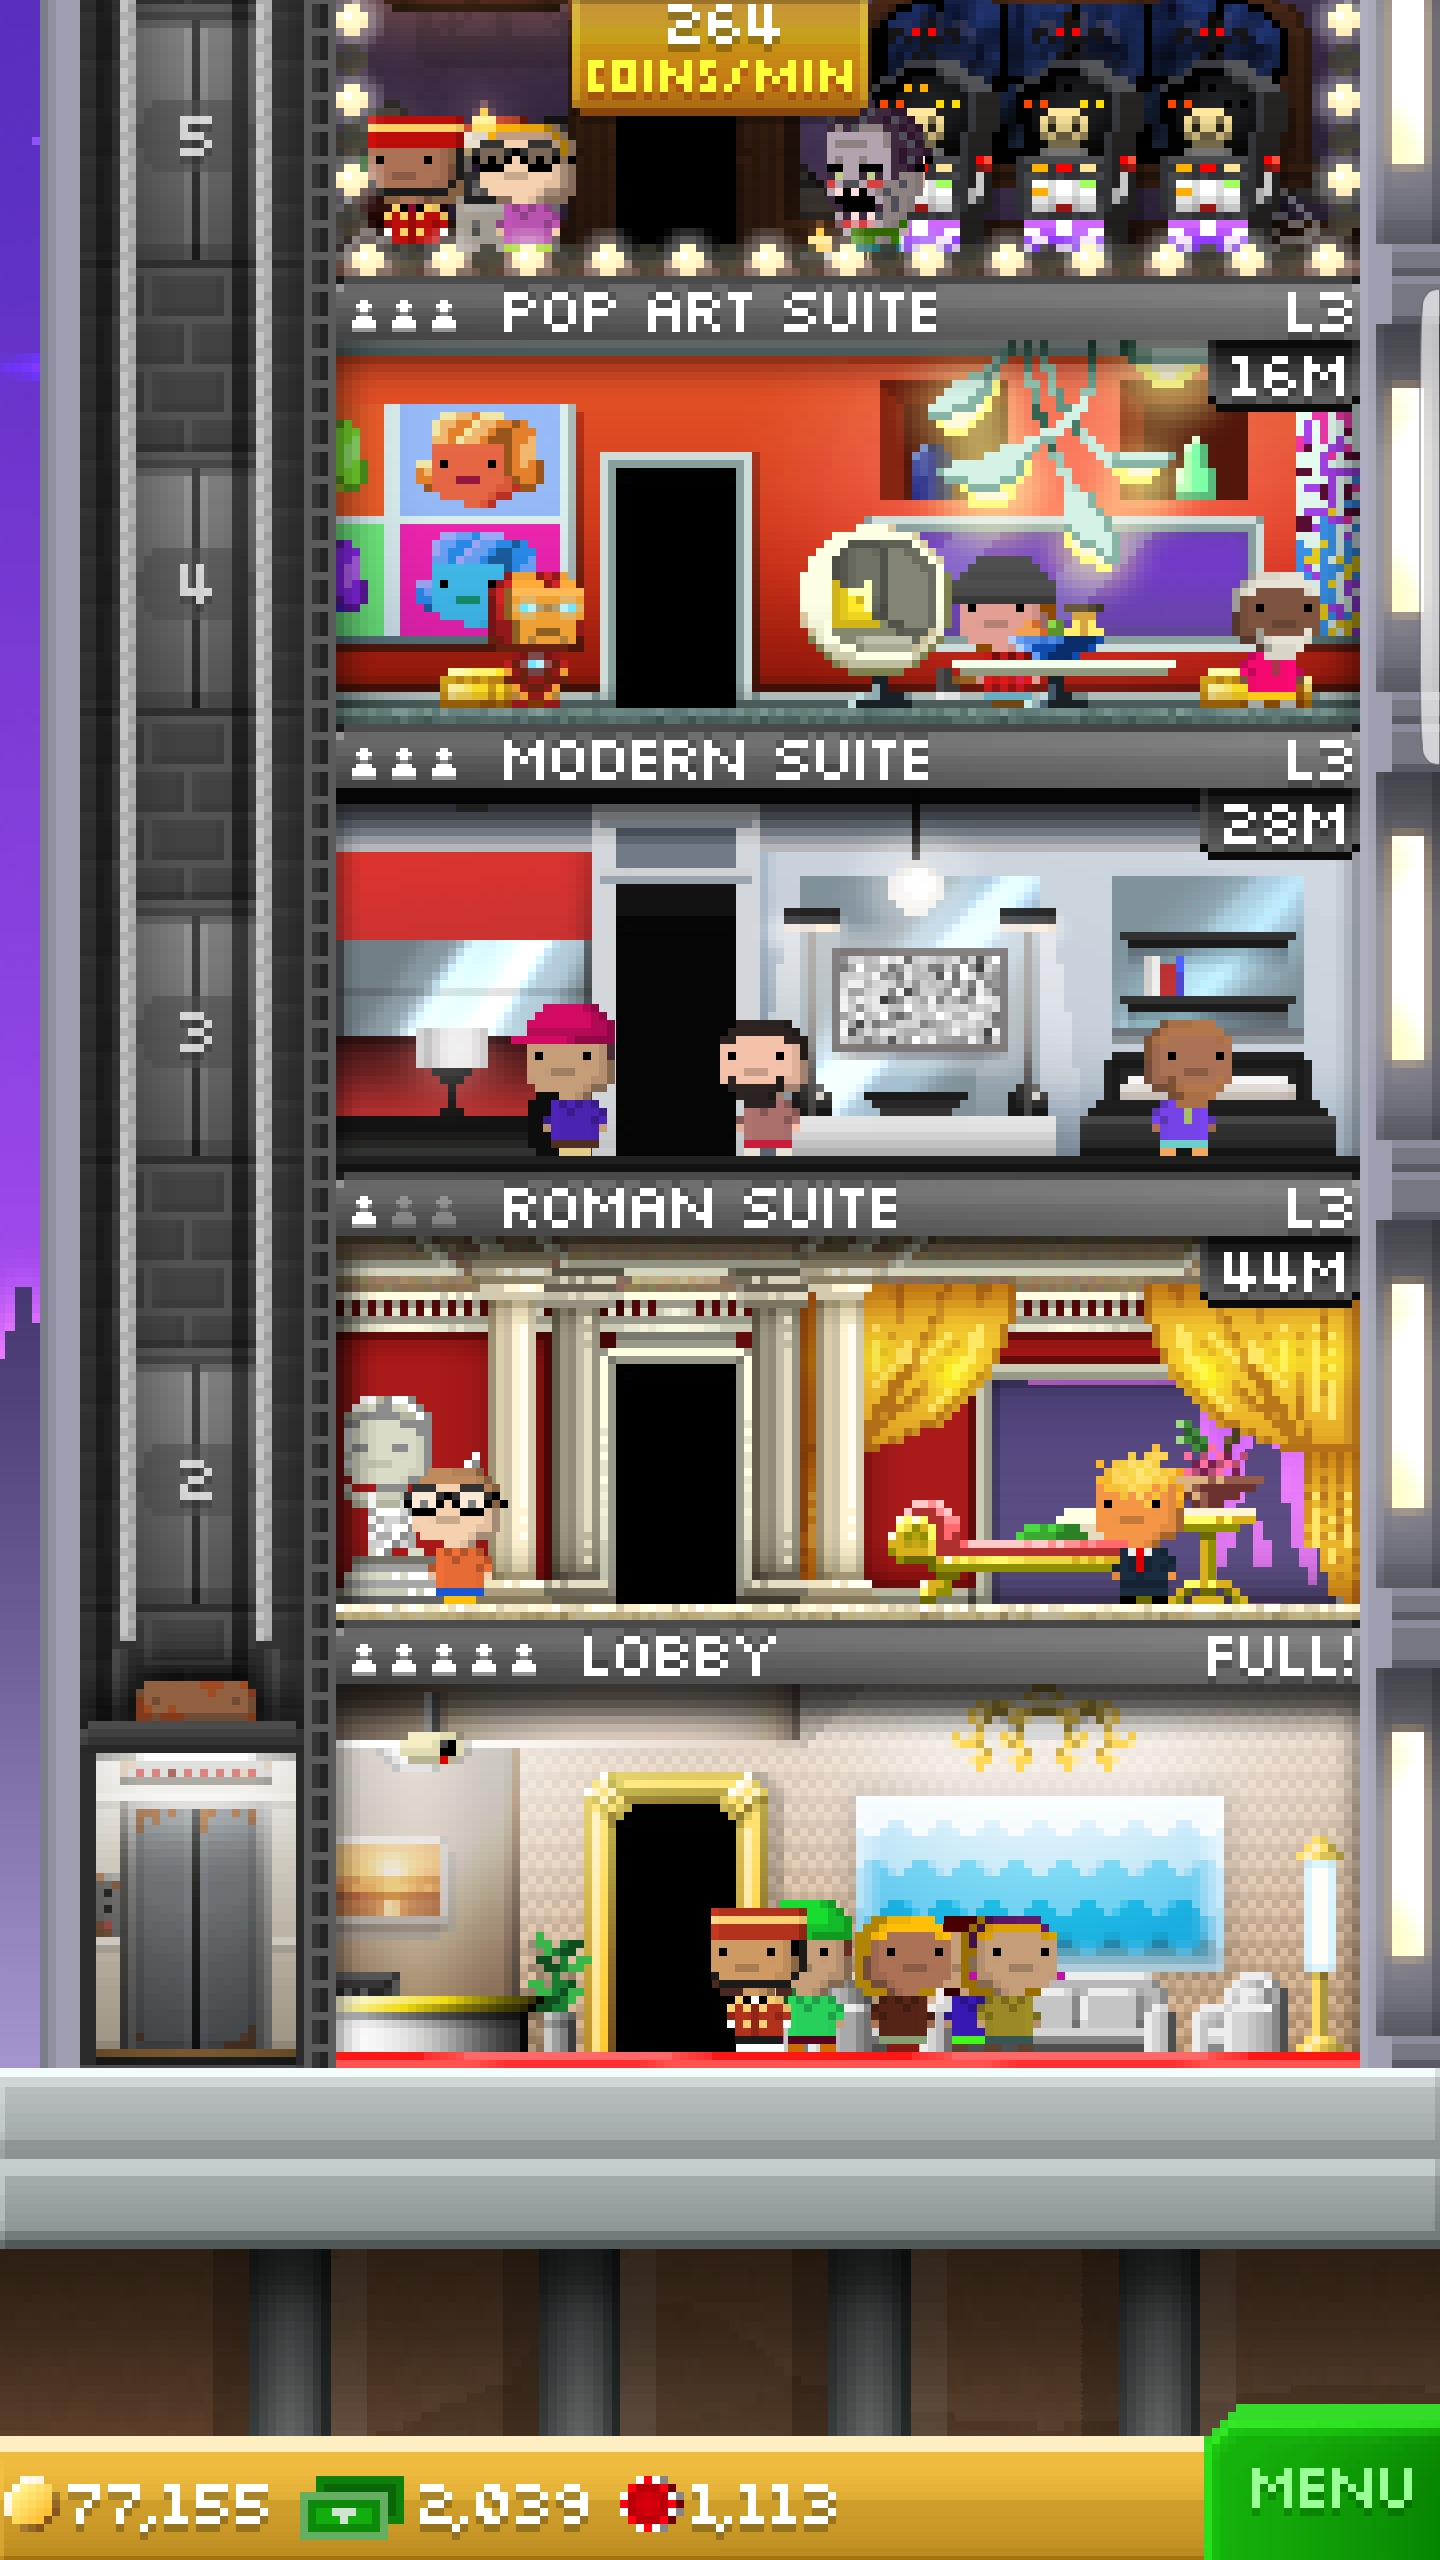 264
COINS/MIN
5
POP ART SUITE L3
16M
4
MODERN SUITE L3
28M
3
ROMAN SUITE L3
44M
2
LOBBY FULL!
77,155 2,039 1,113
MENU